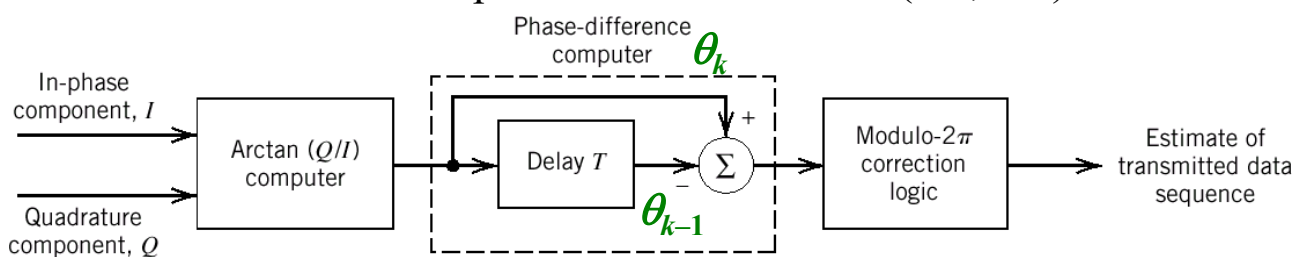 Phase-difference
computer
θk
In-phase
component, I
Arctan (Q/I)
computer
Delay T
+
Σ
−
θk−1
Modulo-2π
correction
logic
Estimate of
transmitted data
sequence
Quadrature
component, Q